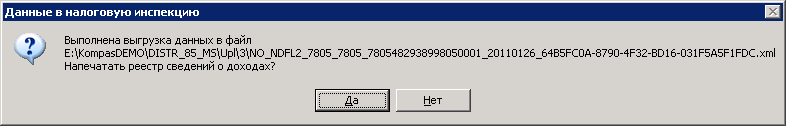 Данные в налоговую инспекцию
Выполнена выгрузка данных в файл
E:\KompasDEMO\DISTR_85_MS\Upl\3\NO_NDFL2_7805_7805_7805482938998050001_20110126_64B5FC0A-8790-4F32-BD16-031F5A5F1FDC.xml
Напечатать реестр сведений о доходах?
Да Нет